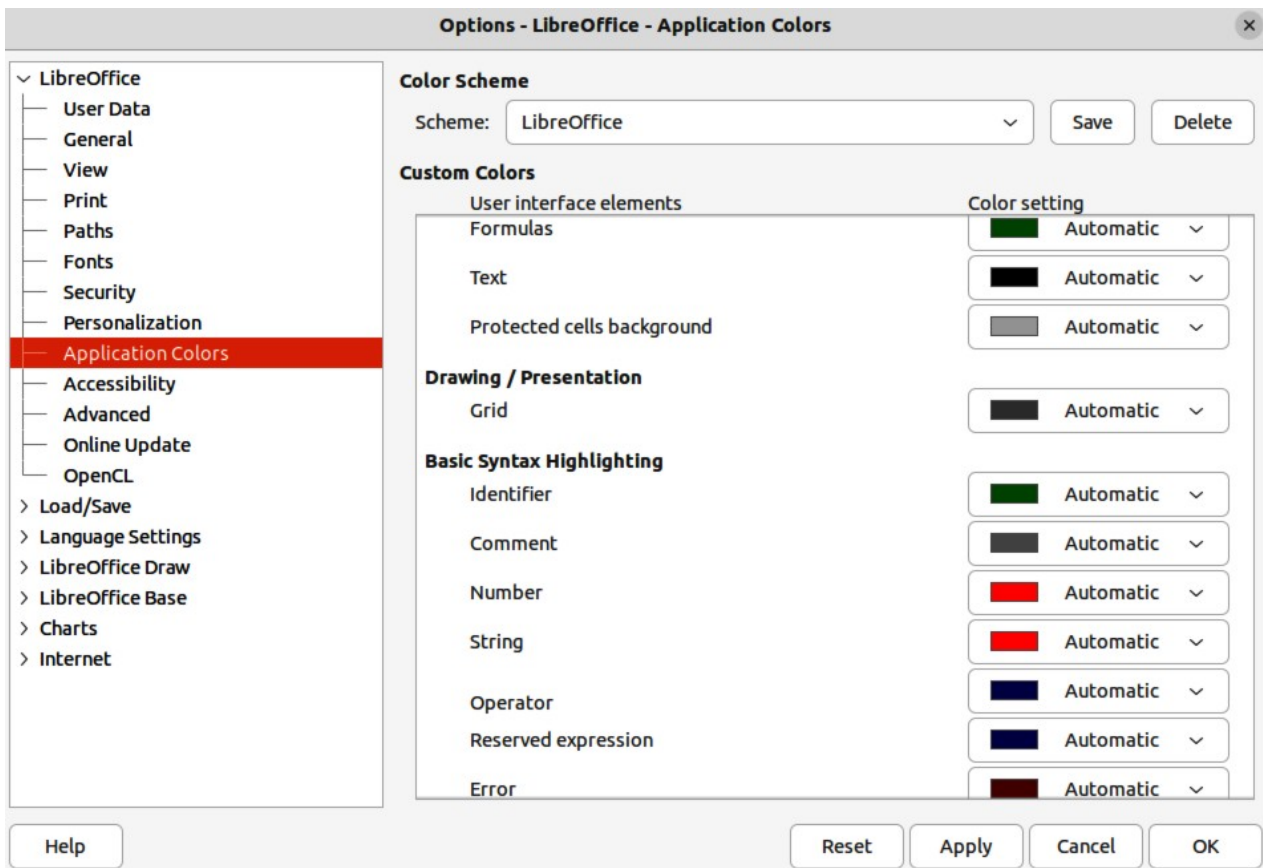 Options - LibreOffice - Application Colors
LibreOffice
User Data
General
View
Print
Paths
Fonts
Security
Personalization
Application Colors
Accessibility
Advanced
Online Update
OpenCL
Load/Save
Language Settings
LibreOffice Draw
LibreOffice Base
Charts
Internet
Color Scheme
Scheme: LibreOffice Save Delete
Custom Colors
User interface elements Color setting
Formulas Automatic
Text Automatic
Protected cells background Automatic
Drawing / Presentation
Grid Automatic
Basic Syntax Highlighting
Identifier Automatic
Comment Automatic
Number Automatic
String Automatic
Operator Automatic
Reserved expression Automatic
Error Automatic
Help Reset Apply Cancel OK